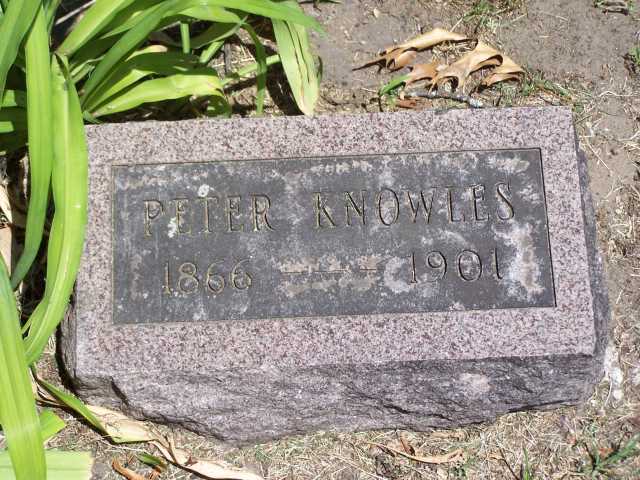 PETER KNOWLES
1866 --- 1901